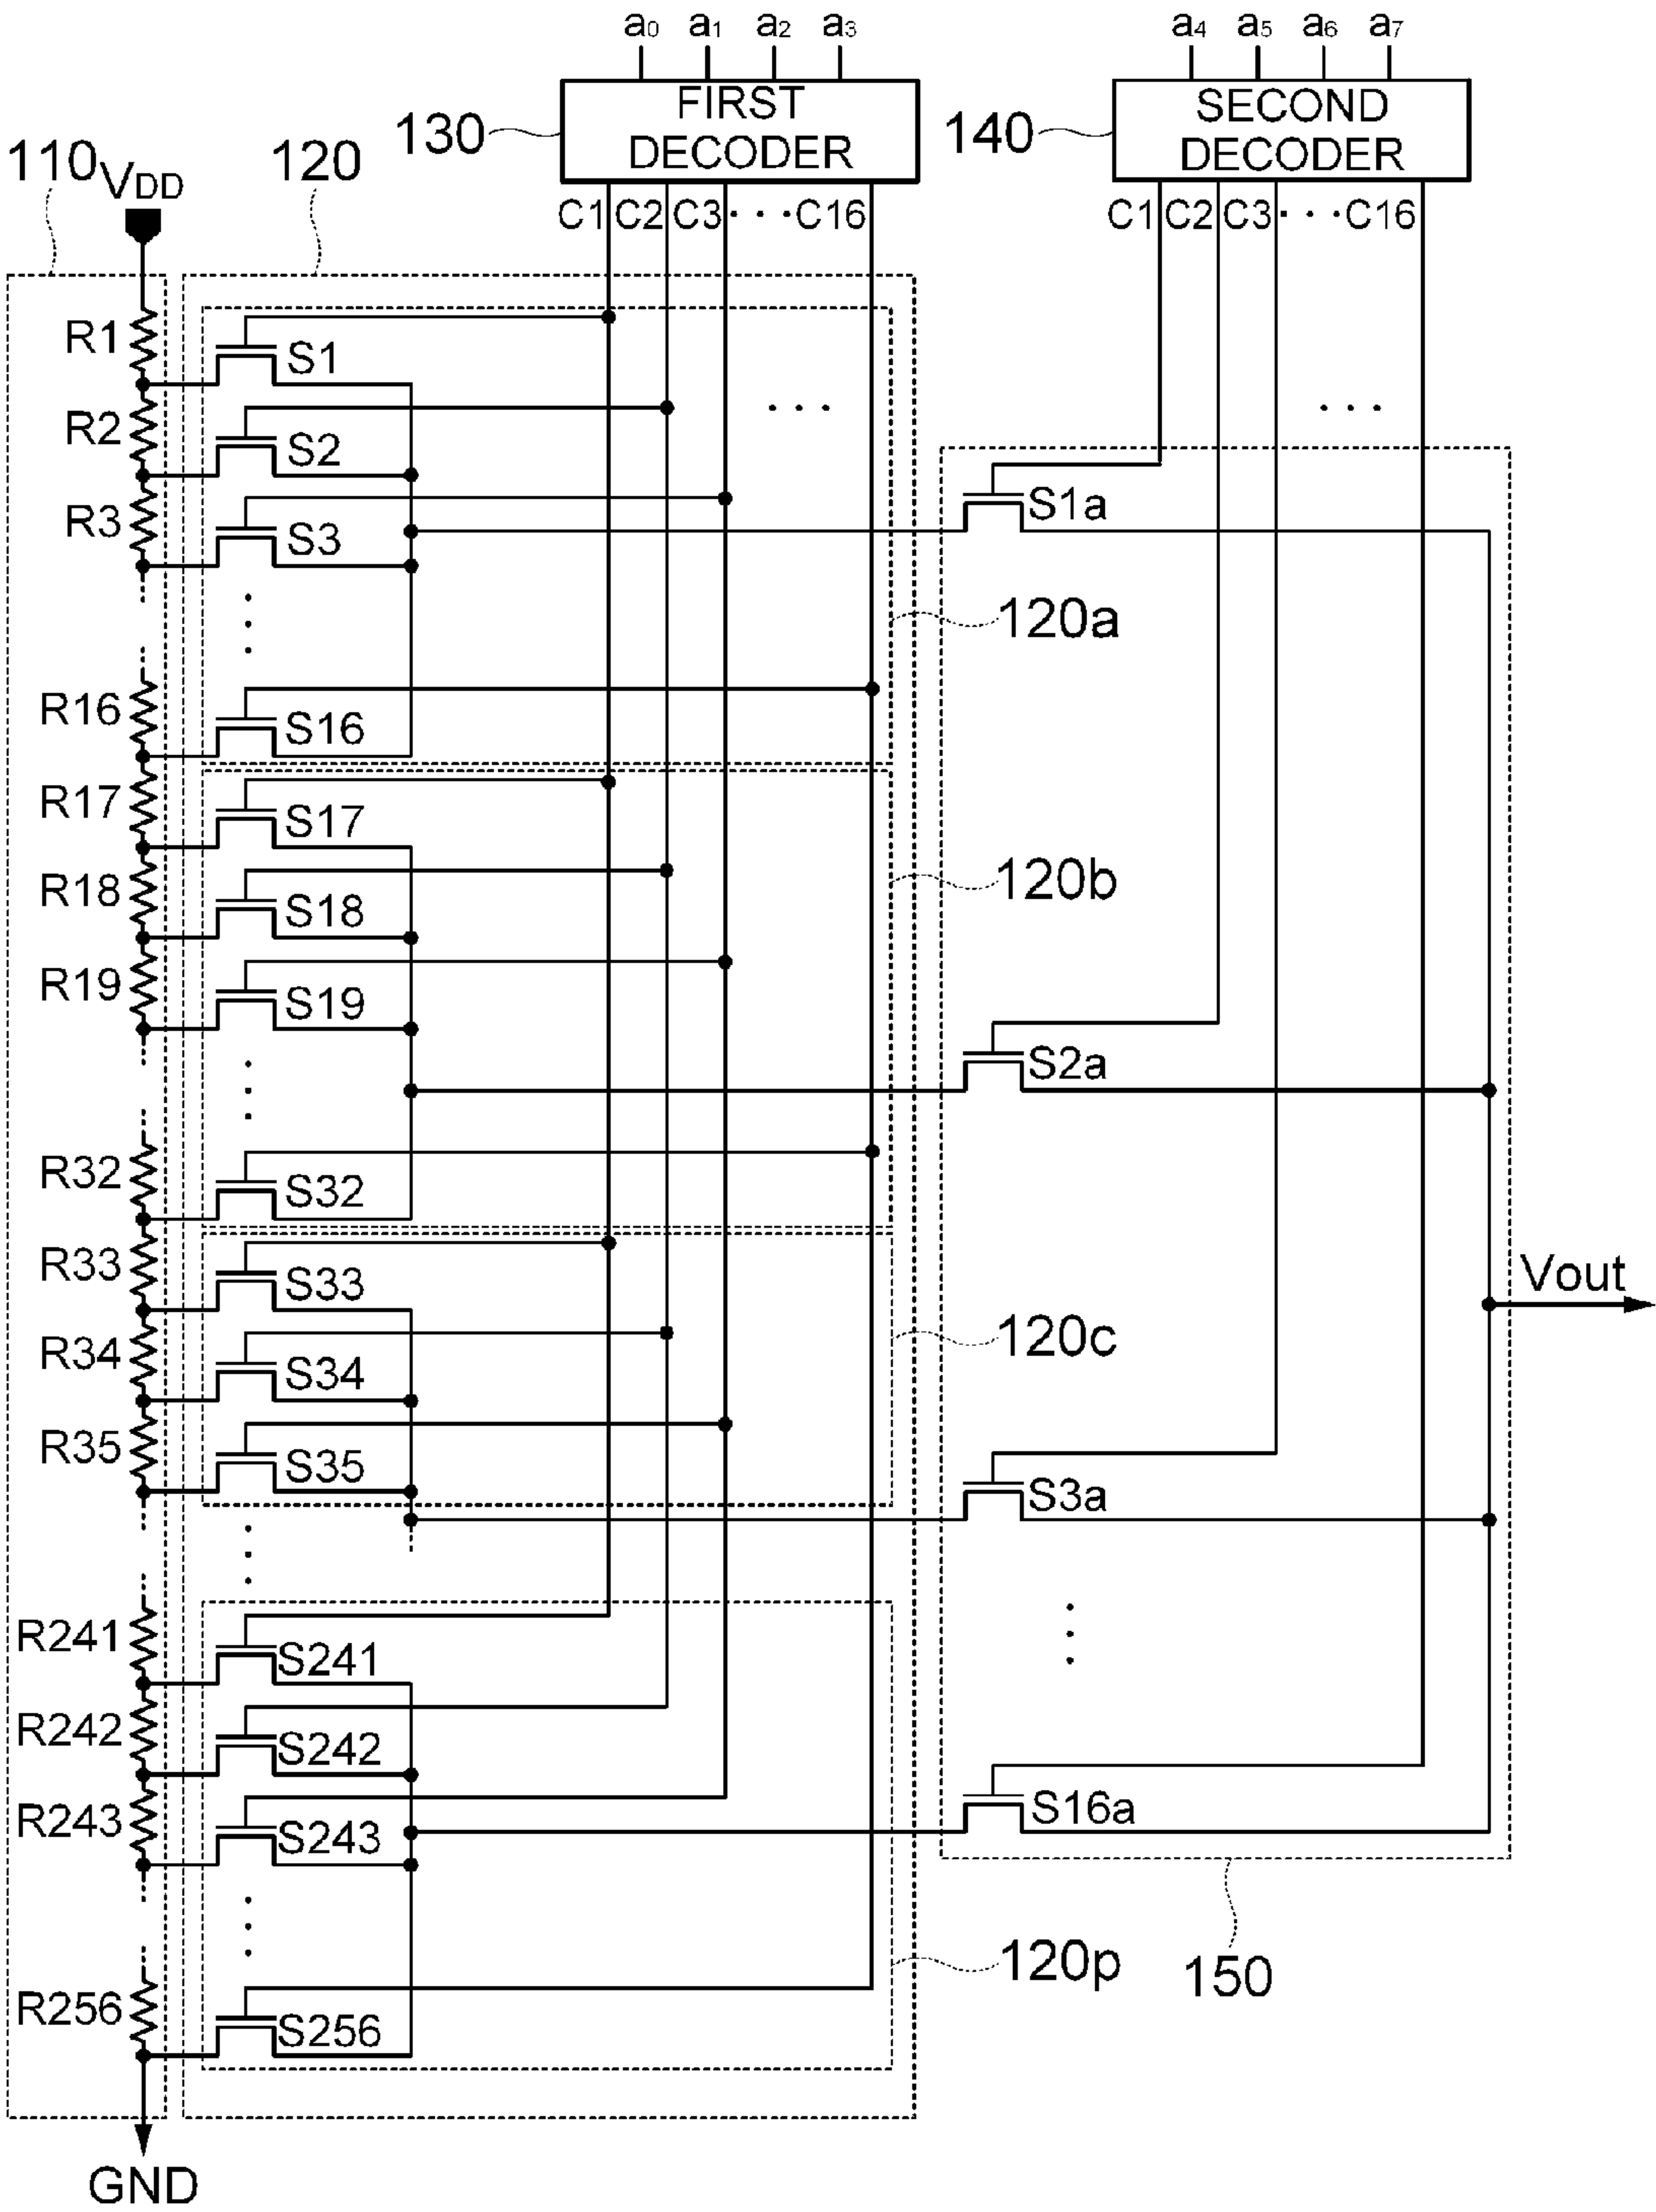 a0 a1 a2 a3
a4 a5 a6 a7
130 FIRST DECODER
140 SECOND DECODER
110 VDD
120
C1 C2 C3 ··· C16
C1 C2 C3 ··· C16
R1 S1
R2 S2
R3 S3
S1a
120a
R16 S16
R17 S17
120b
R18 S18
R19 S19
S2a
R32 S32
R33 S33
Vout
120c
R34 S34
R35 S35
S3a
R241 S241
R242 S242
S16a
R243 S243
120p
150
R256 S256
GND